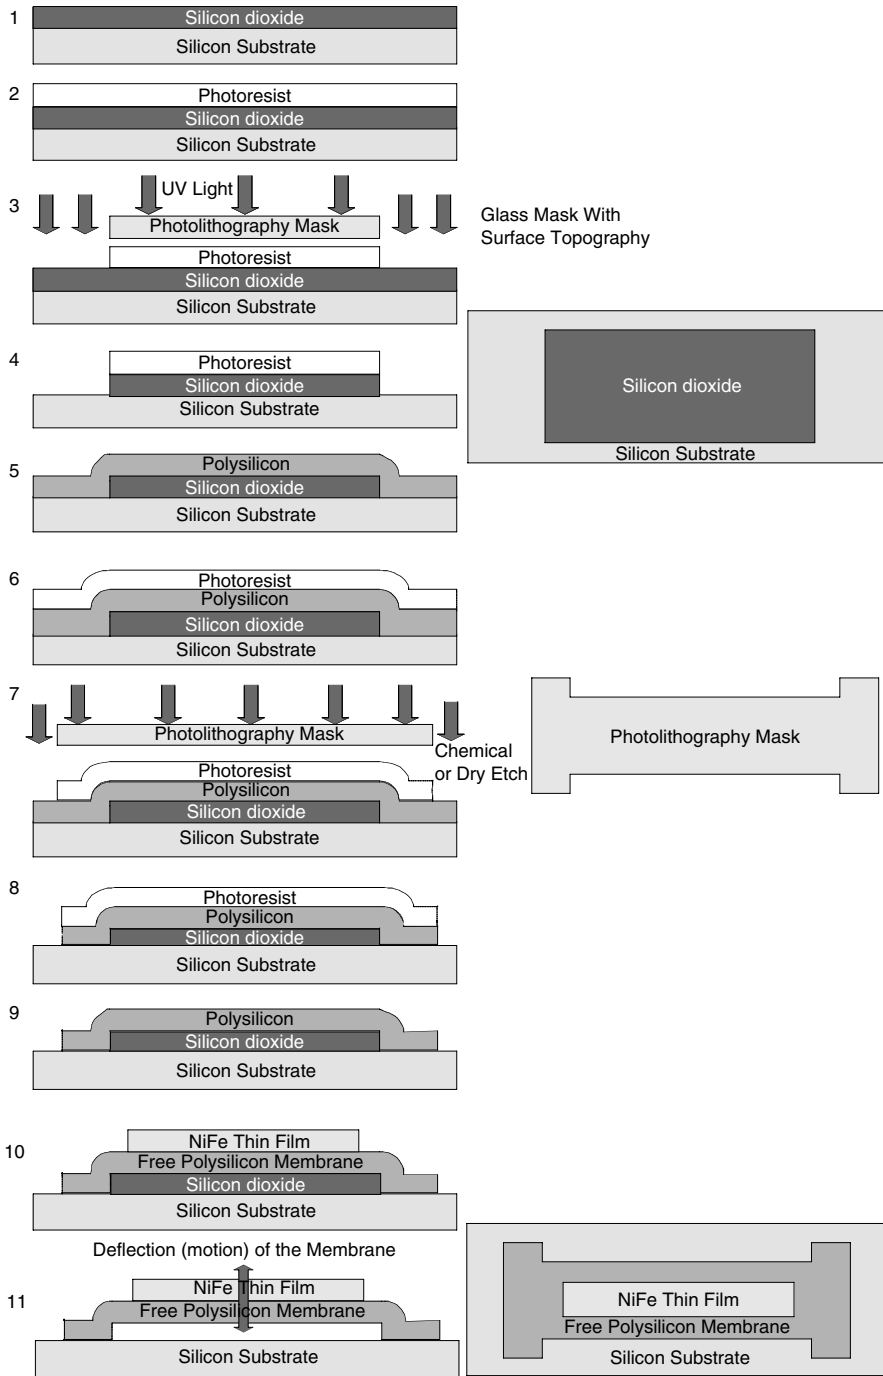 1
Silicon dioxide
Silicon Substrate
2
Photoresist
Silicon dioxide
Silicon Substrate
3
UV Light
Photolithography Mask
Glass Mask With
Surface Topography
Photoresist
Silicon dioxide
Silicon Substrate
4
Photoresist
Silicon dioxide
Silicon Substrate
Silicon dioxide
Silicon Substrate
5
Polysilicon
Silicon dioxide
Silicon Substrate
6
Photoresist
Polysilicon
Silicon dioxide
Silicon Substrate
7
Photolithography Mask
Chemical
or Dry Etch
Photolithography Mask
Photoresist
Polysilicon
Silicon dioxide
Silicon Substrate
8
Photoresist
Polysilicon
Silicon dioxide
Silicon Substrate
9
Polysilicon
Silicon dioxide
Silicon Substrate
10
NiFe Thin Film
Free Polysilicon Membrane
Silicon dioxide
Silicon Substrate
Deflection (motion) of the Membrane
11
NiFe Thin Film
Free Polysilicon Membrane
Silicon Substrate
NiFe Thin Film
Free Polysilicon Membrane
Silicon Substrate